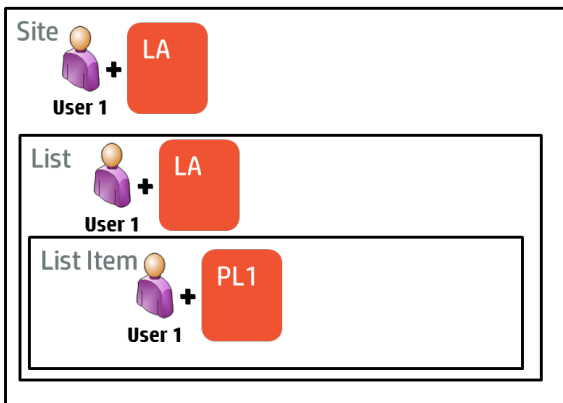 Site
LA
User 1
List
LA
User 1
List Item
PL1
User 1